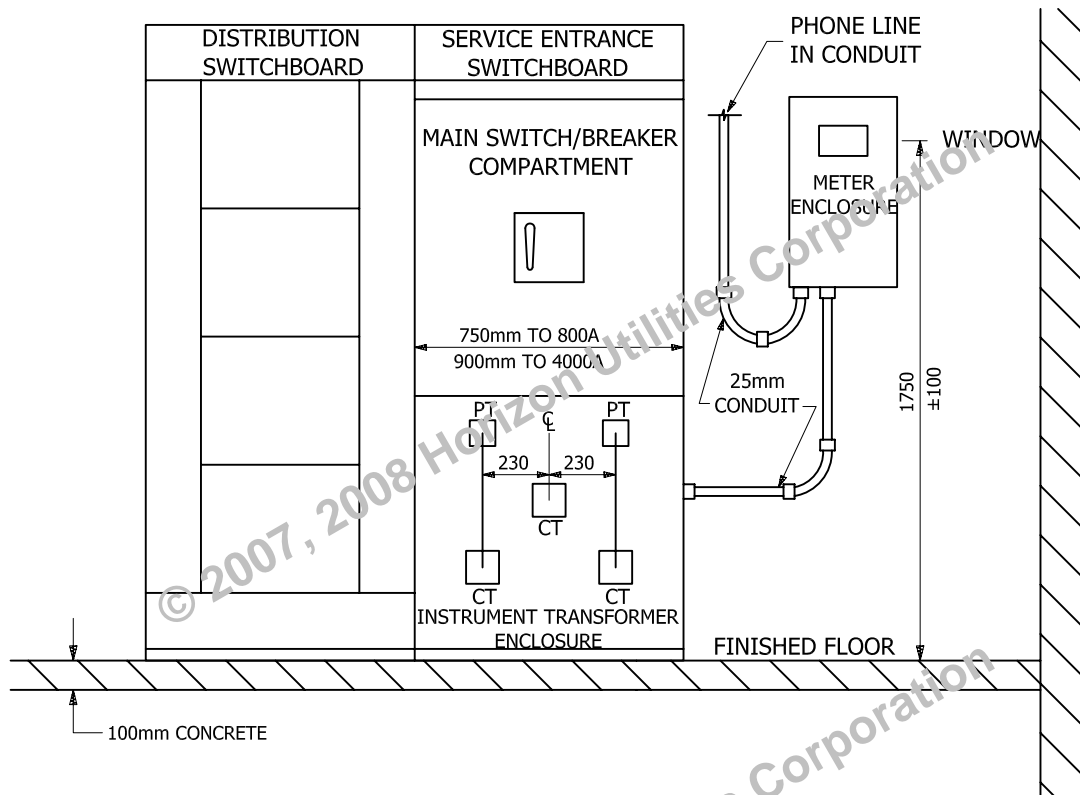 DISTRIBUTION
SWITCHBOARD
SERVICE ENTRANCE
SWITCHBOARD
PHONE LINE
IN CONDUIT
MAIN SWITCH/BREAKER
COMPARTMENT
WINDOW
METER
ENCLOSURE
750mm TO 800A
900mm TO 4000A
25mm
CONDUIT
1750
±100
PT
℄
PT
230
230
CT
CT
CT
INSTRUMENT TRANSFORMER
ENCLOSURE
FINISHED FLOOR
100mm CONCRETE
© 2007, 2008 Horizon Utilities Corporation
Corporation